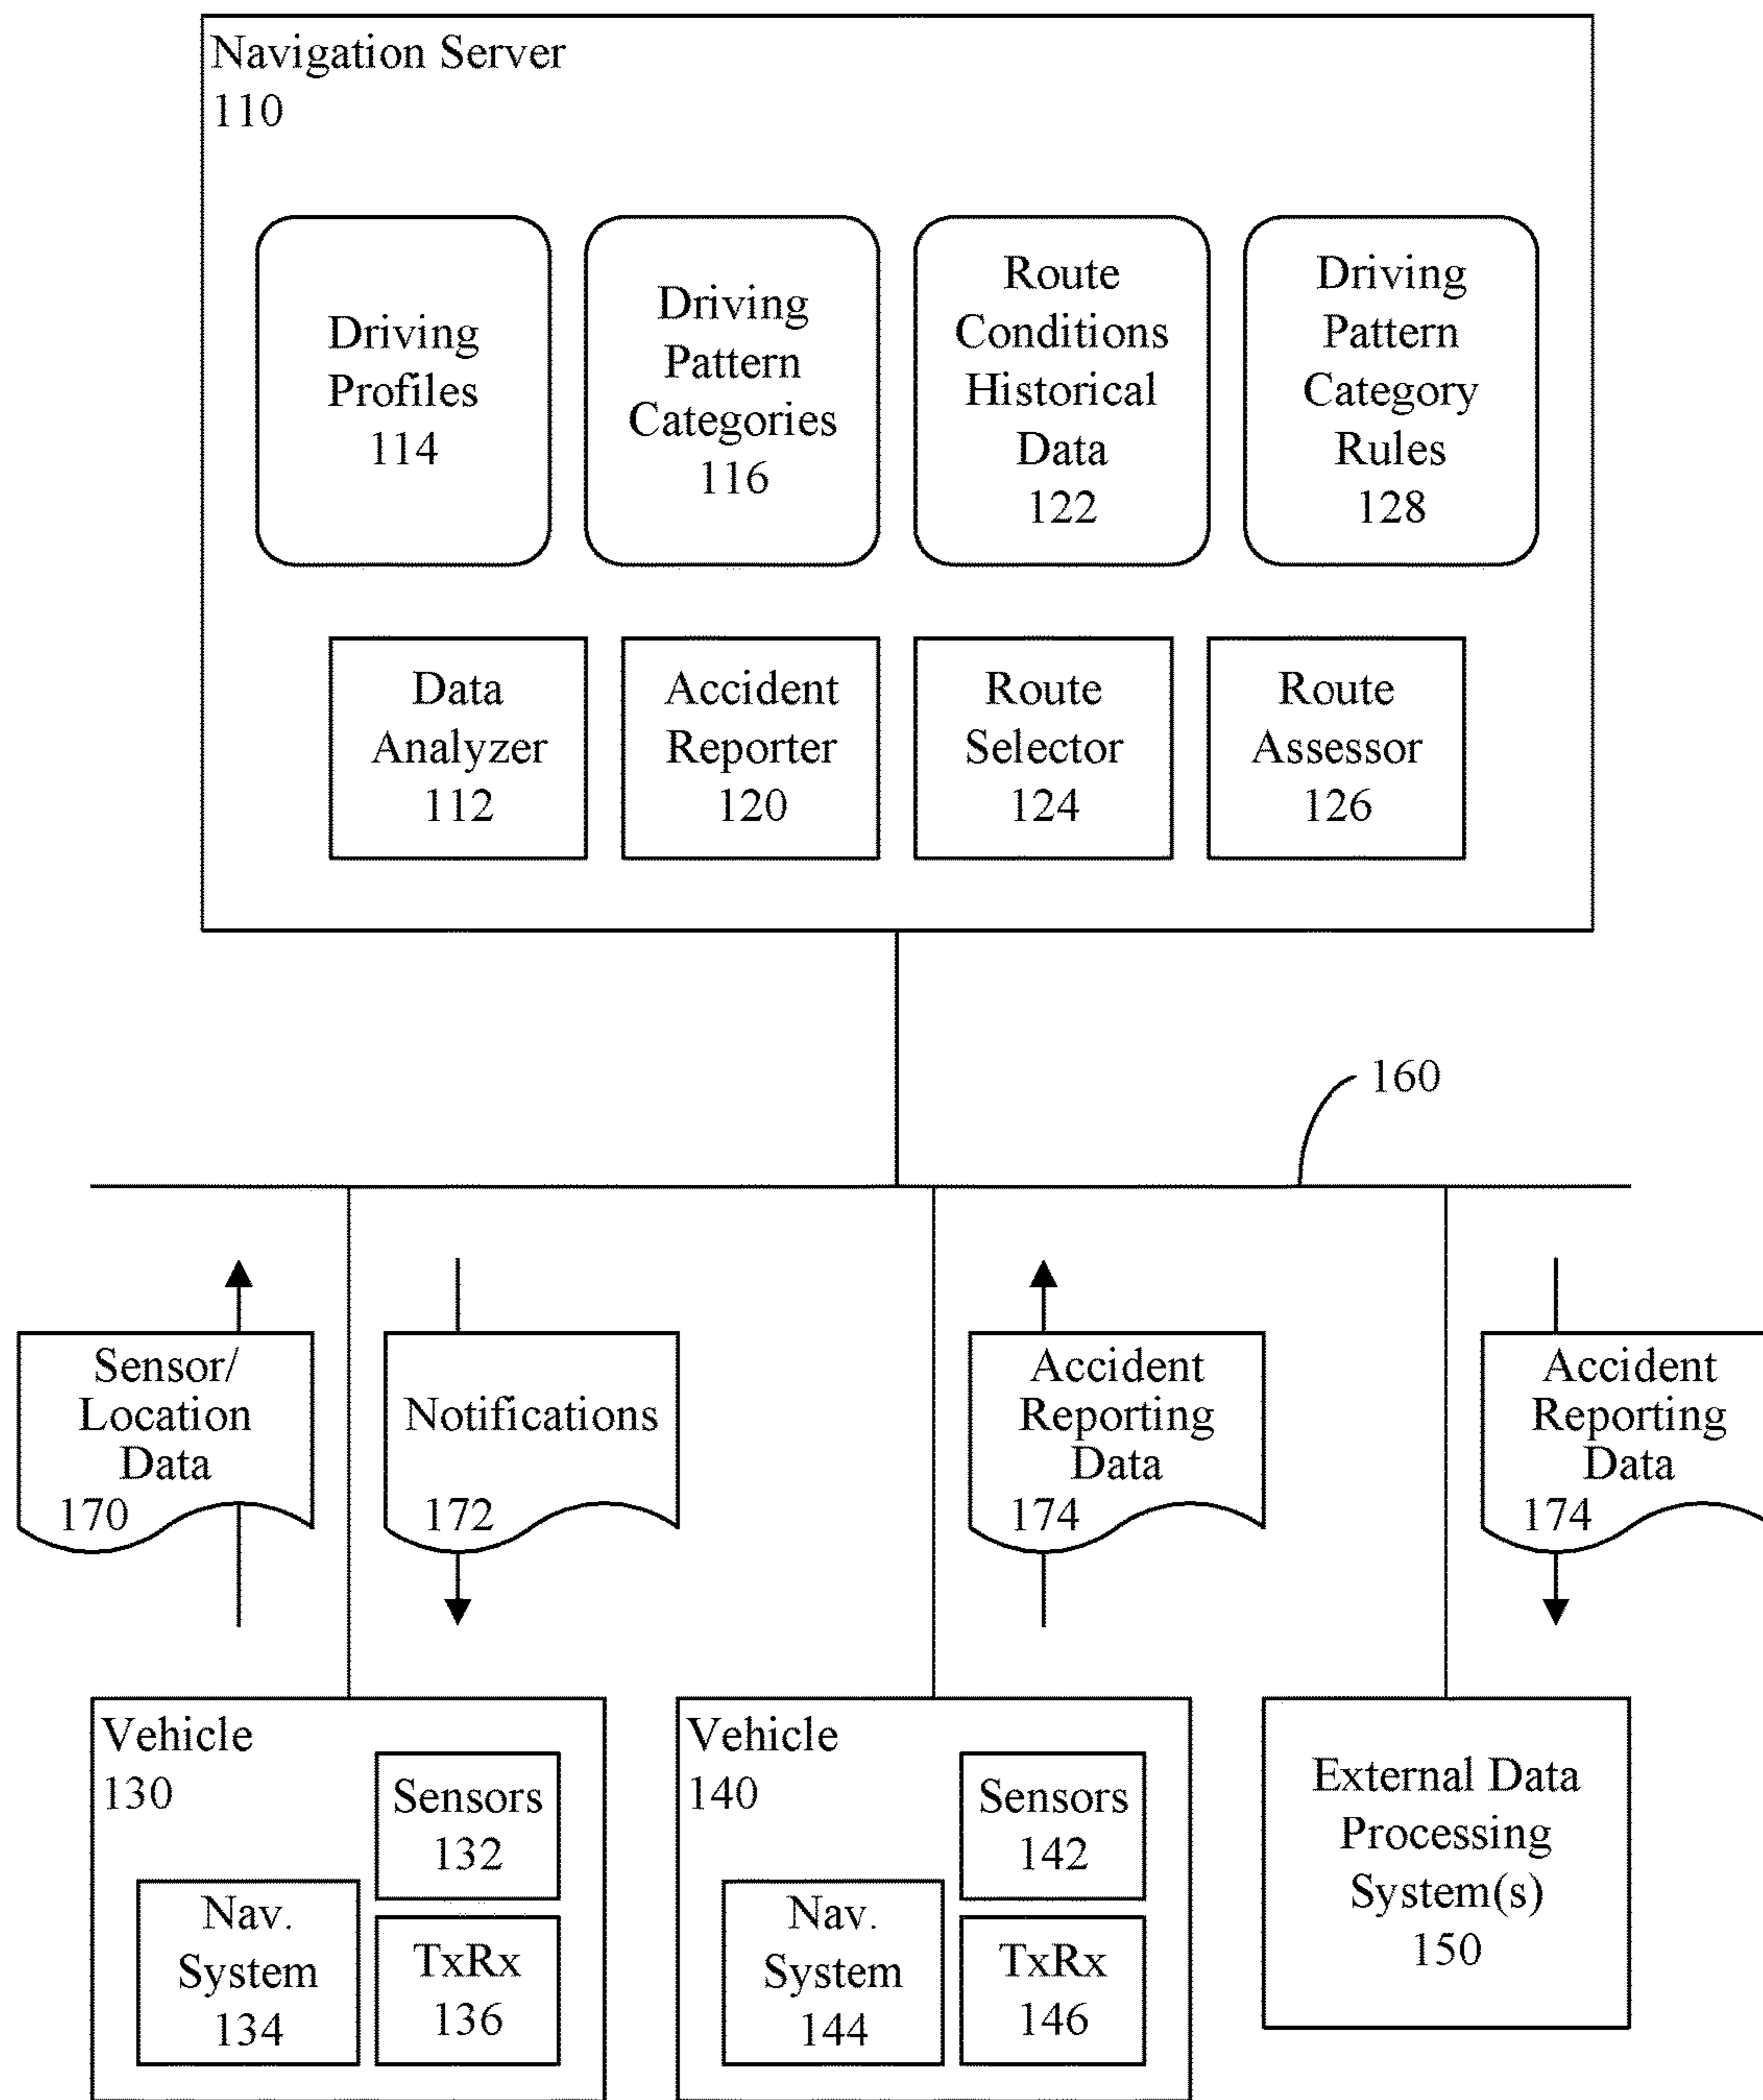 Navigation Server
110
Driving
Profiles
114
Driving
Pattern
Categories
116
Route
Conditions
Historical
Data
122
Driving
Pattern
Category
Rules
128
Data
Analyzer
112
Accident
Reporter
120
Route
Selector
124
Route
Assessor
126
160
Sensor/
Location
Data
170
Notifications
172
Accident
Reporting
Data
174
Accident
Reporting
Data
174
Vehicle
130
Sensors
132
Nav.
System
134
TxRx
136
Vehicle
140
Sensors
142
Nav.
System
144
TxRx
146
External Data
Processing
System(s)
150